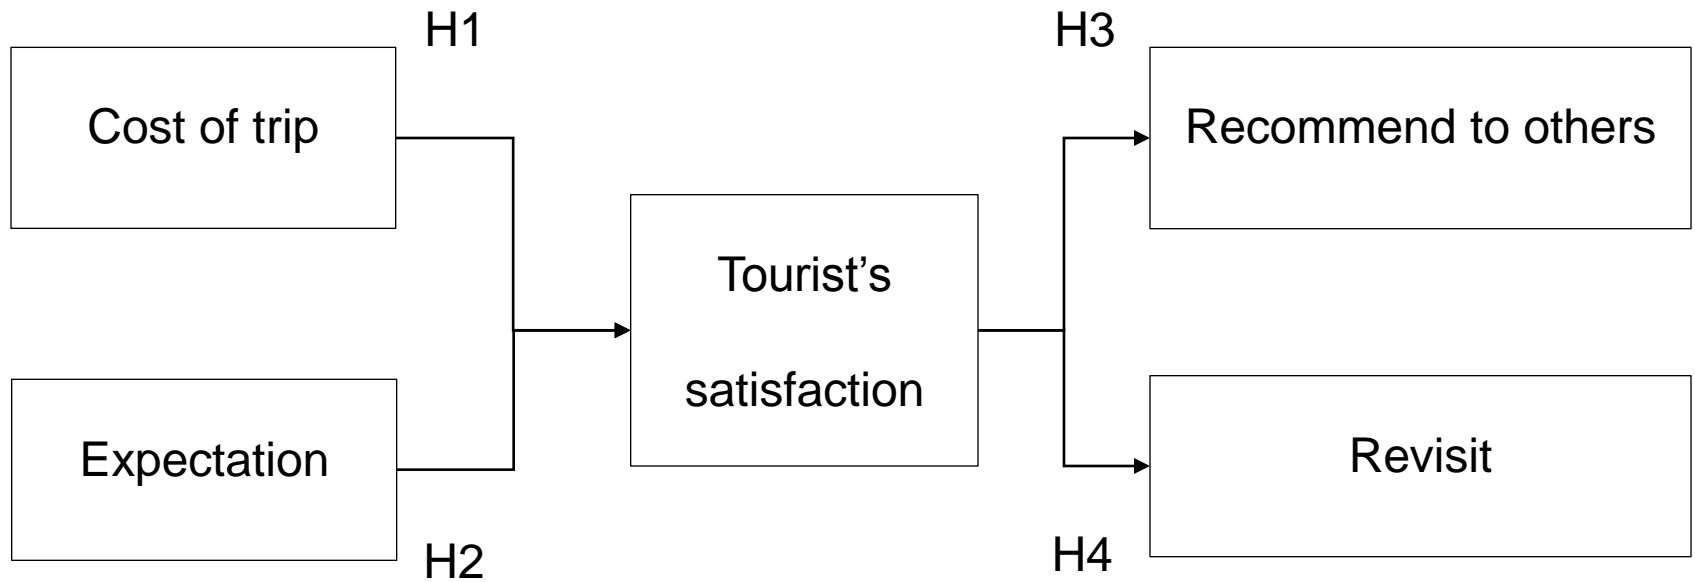 H1
H3
Cost of trip
Recommend to others
Tourist’s
satisfaction
Expectation
Revisit
H2
H4